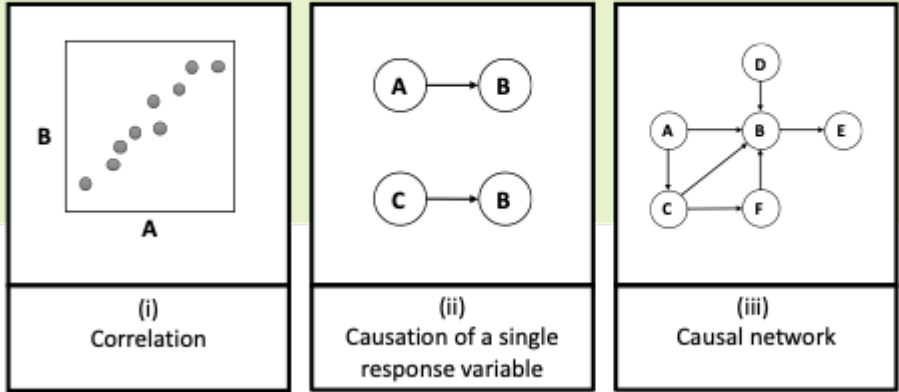 B
A
(i)
Correlation
A
B
C
B
(ii)
Causation of a single
response variable
D
A
B
E
C
F
(iii)
Causal network